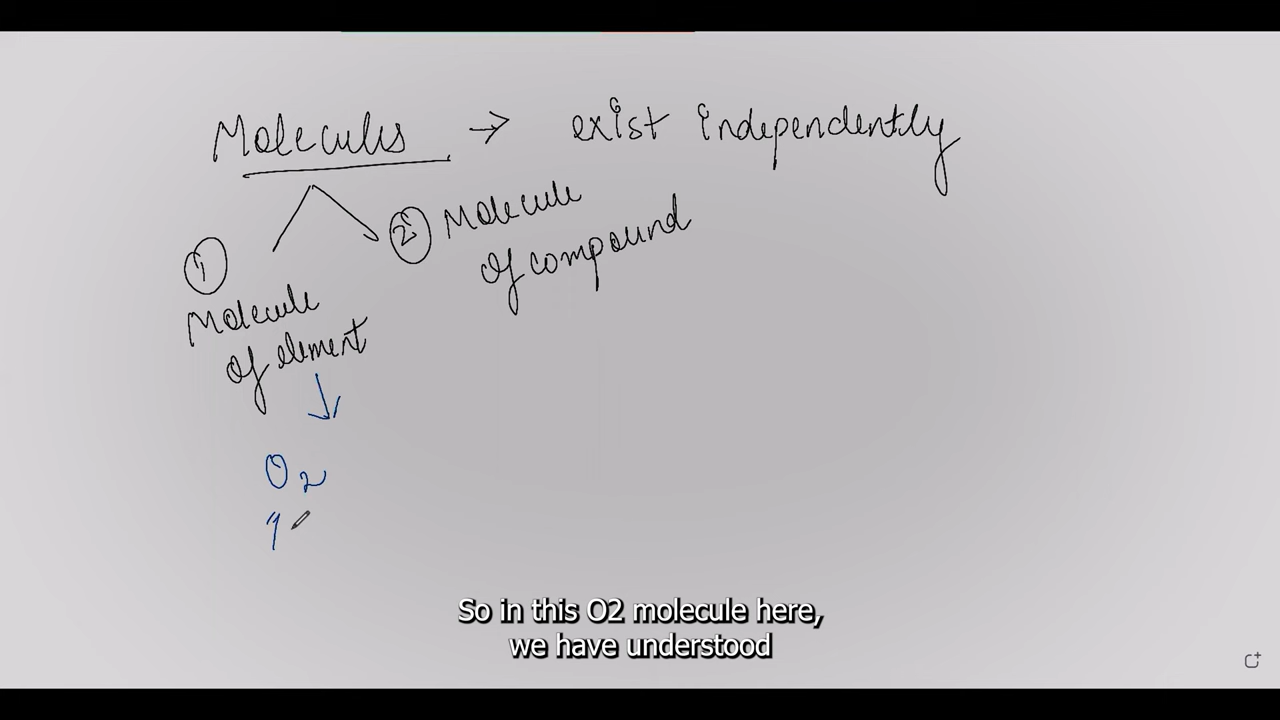 Molecules → exist independently
① Molecule
of element
② Molecule
of compound
↓
O2
So in this O2 molecule here,
we have understood